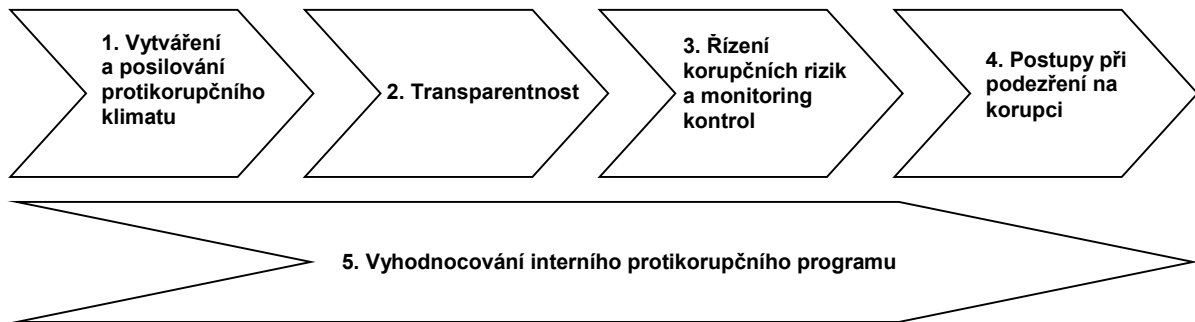 1. Vytváření
a posilování
protikorupčního
klimatu
2. Transparentnost
3. Řízení
korupčních rizik
a monitoring
kontrol
4. Postupy při
podezření na
korupci
5. Vyhodnocování interního protikorupčního programu